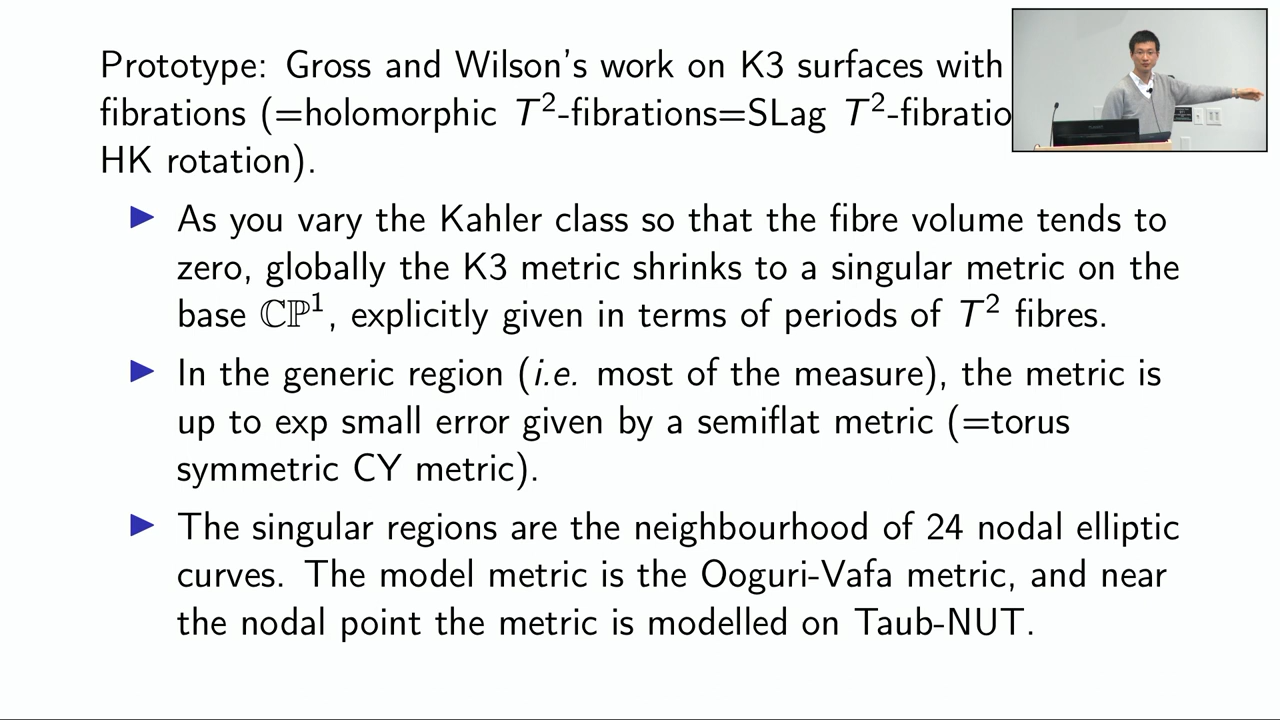 Prototype: Gross and Wilson's work on K3 surfaces with
fibrations (=holomorphic T²-fibrations=SLag T²-fibratio
HK rotation).
▶ As you vary the Kahler class so that the fibre volume tends to
zero, globally the K3 metric shrinks to a singular metric on the
base ℂℙ¹, explicitly given in terms of periods of T² fibres.
▶ In the generic region (i.e. most of the measure), the metric is
up to exp small error given by a semiflat metric (=torus
symmetric CY metric).
▶ The singular regions are the neighbourhood of 24 nodal elliptic
curves. The model metric is the Ooguri-Vafa metric, and near
the nodal point the metric is modelled on Taub-NUT.